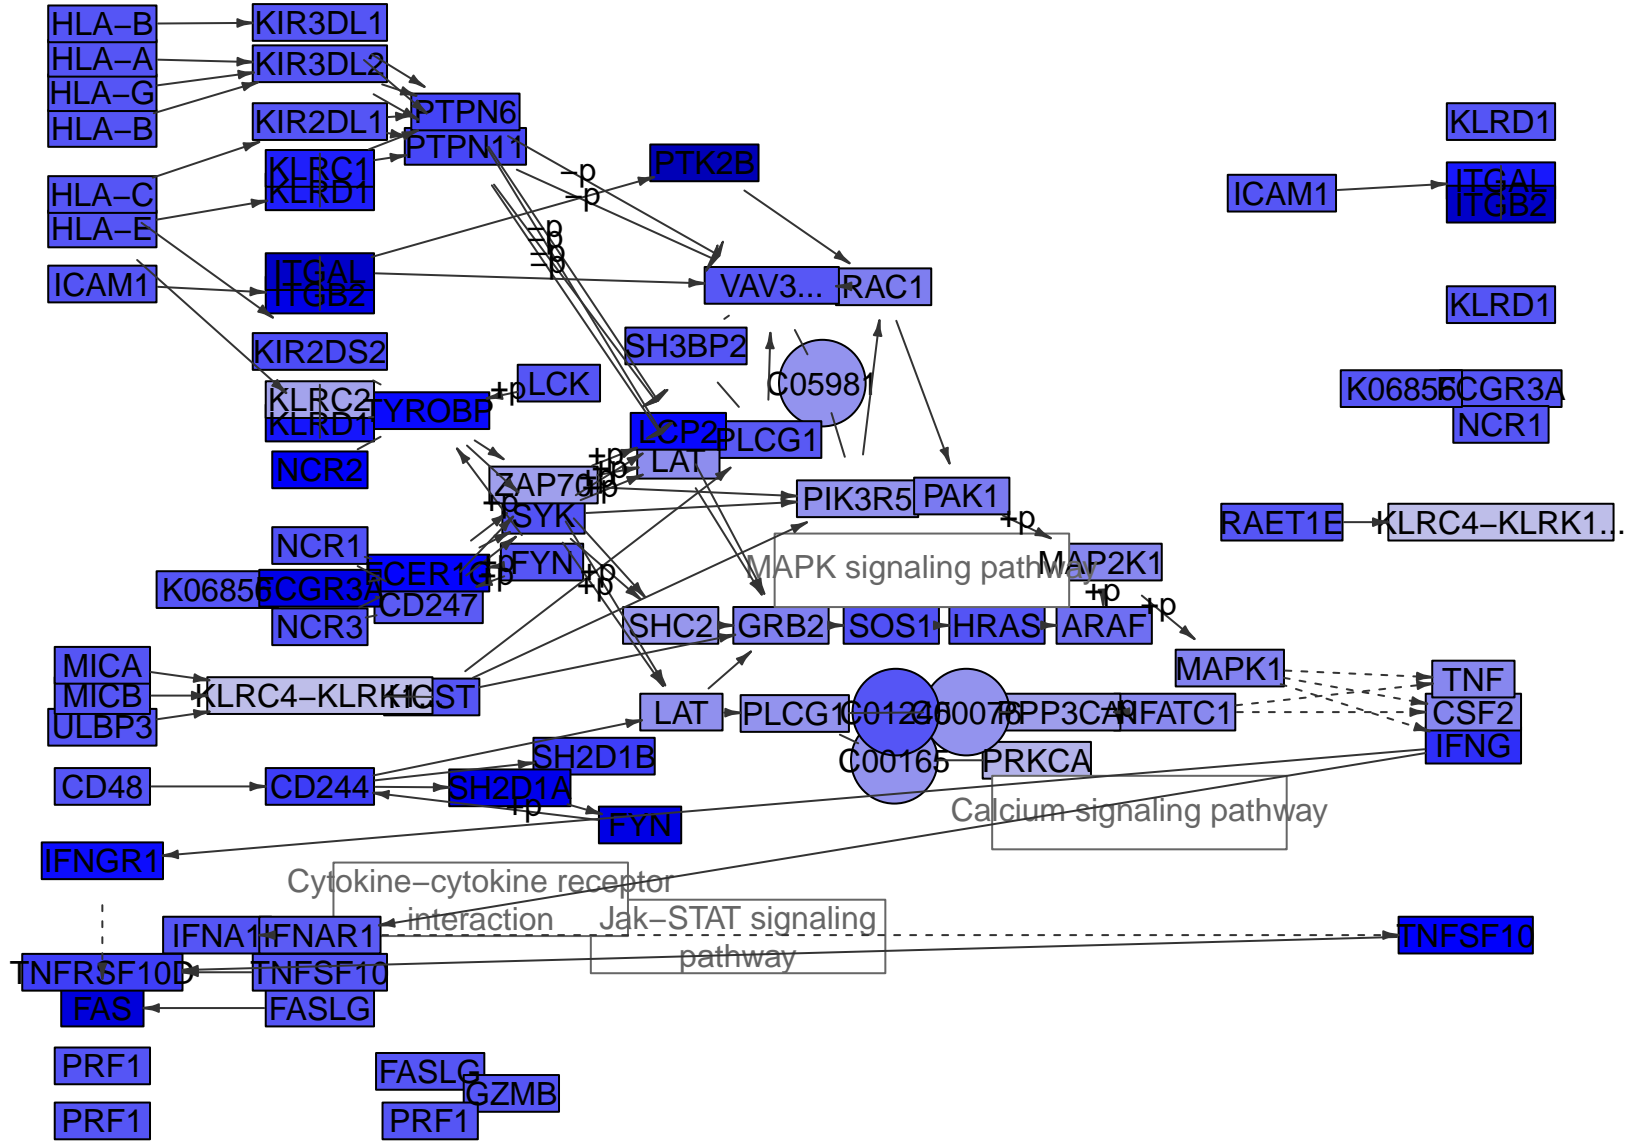 HLA−B
KIR3DL1
HLA−A
KIR3DL2
HLA−G
HLA−B
KIR2DL1
PTPN6
PTPN11
KLRC1
KLRD1
HLA−C
HLA−E
PTK2B
−p
−p
−p
−p
−p
−p
KLRD1
ICAM1
ITGAL
ITGB2
ICAM1
ITGAL
ITGB2
VAV3...
RAC1
KLRD1
KIR2DS2
SH3BP2
C05981
KLRC2
KLRD1
TYROBP
+p
LCK
K06856
FCGR3A
NCR1
LCP2
PLCG1
LAT
NCR2
ZAP70
+p
+p
+p
+p
+p
SYK
PIK3R5
PAK1
+p
RAET1E
KLRC4−KLRK1...
NCR1
K06856
FCGR3A
FCER1G
CD247
NCR3
FYN
+p
+p
+p
+p
MAPK signaling pathway
MAP2K1
+p
+p
SHC2
GRB2
SOS1
HRAS
ARAF
MICA
MICB
ULBP3
KLRC4−KLRK1...
HCST
MAPK1
TNF
CSF2
IFNG
LAT
PLCG1
C01245
C00076
PPP3CA
−p
NFATC1
C00165
PRKCA
CD48
CD244
SH2D1B
SH2D1A
+p
FYN
Calcium signaling pathway
IFNGR1
Cytokine−cytokine receptor
interaction
Jak−STAT signaling
pathway
IFNA1
IFNAR1
TNFSF10
TNFRSF10D
TNFSF10
FAS
FASLG
PRF1
FASLG
GZMB
PRF1
PRF1